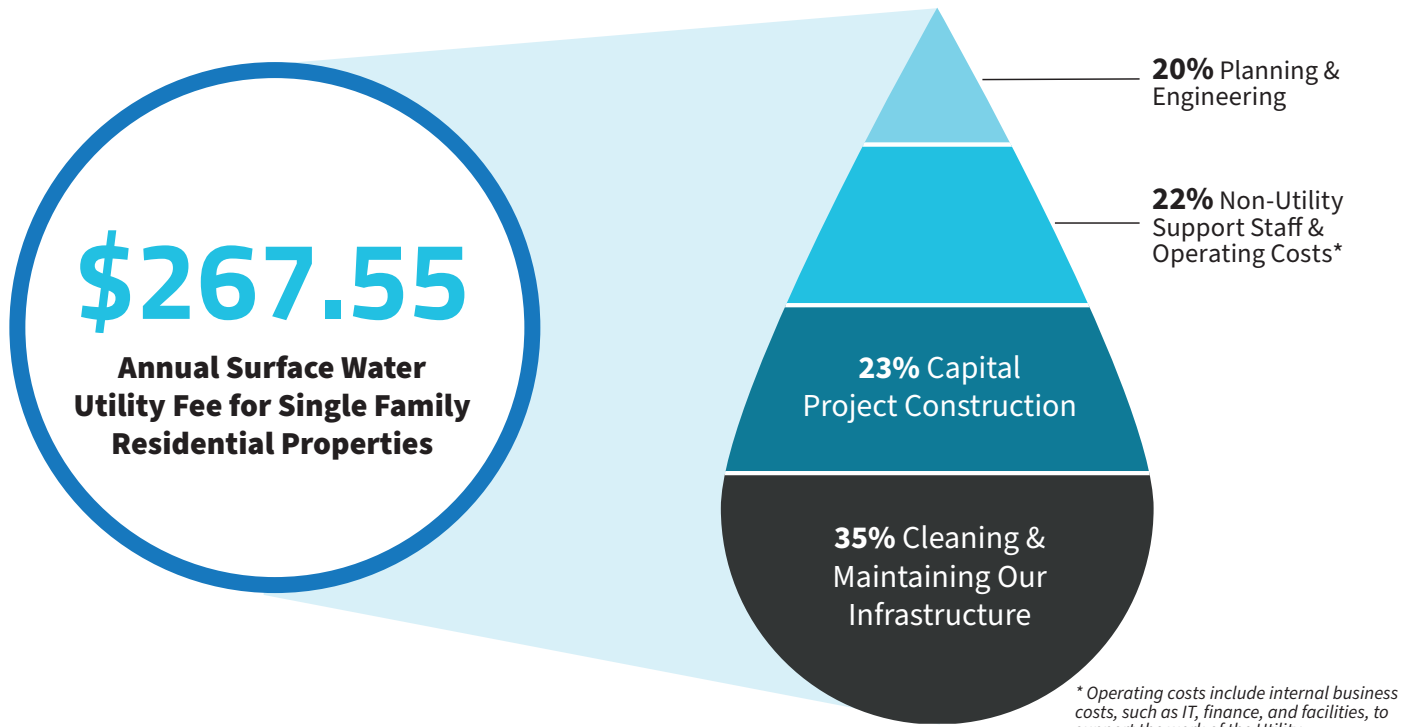 $267.55
Annual Surface Water
Utility Fee for Single Family
Residential Properties
20% Planning &
Engineering
22% Non-Utility
Support Staff &
Operating Costs*
23% Capital
Project Construction
35% Cleaning &
Maintaining Our
Infrastructure
* Operating costs include internal business
costs, such as IT, finance, and facilities, to